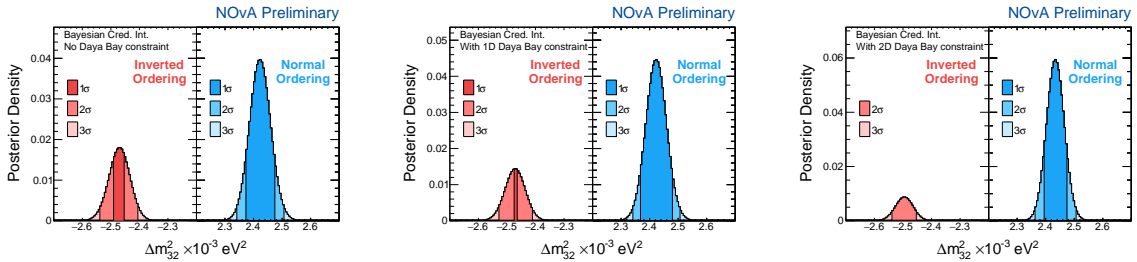 NOvA Preliminary
Bayesian Cred. Int.
No Daya Bay constraint
Inverted
Ordering
Normal
Ordering
1σ
2σ
3σ
1σ
2σ
3σ
Posterior Density
0.04
0.03
0.02
0.01
0
−2.6
−2.5
−2.4
−2.3
2.3
2.4
2.5
2.6
Δm²₃₂ ×10⁻³ eV²
NOvA Preliminary
Bayesian Cred. Int.
With 1D Daya Bay constraint
Inverted
Ordering
Normal
Ordering
1σ
2σ
3σ
1σ
2σ
3σ
Posterior Density
0.05
0.04
0.03
0.02
0.01
0
−2.6
−2.5
−2.4
−2.3
2.3
2.4
2.5
2.6
Δm²₃₂ ×10⁻³ eV²
NOvA Preliminary
Bayesian Cred. Int.
With 2D Daya Bay constraint
Inverted
Ordering
Normal
Ordering
2σ
3σ
1σ
2σ
3σ
Posterior Density
0.06
0.04
0.02
0
−2.6
−2.5
−2.4
−2.3
2.3
2.4
2.5
2.6
Δm²₃₂ ×10⁻³ eV²